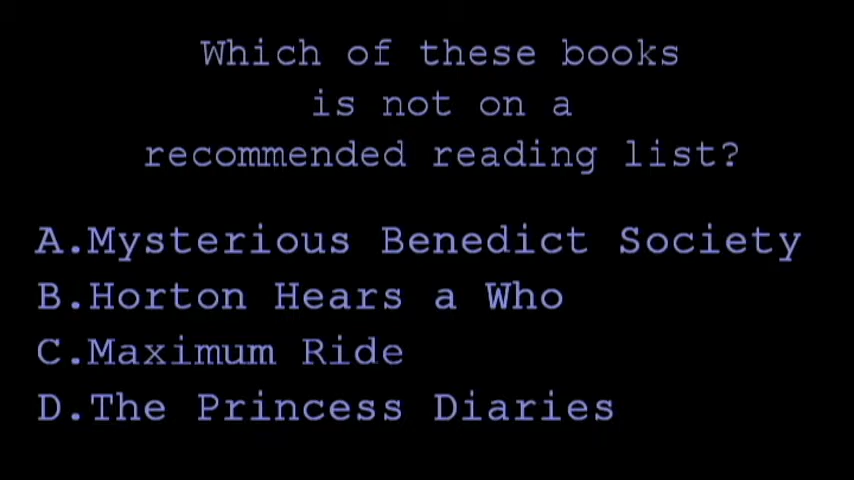 Which of these books
is not on a
recommended reading list?
A.Mysterious Benedict Society
B.Horton Hears a Who
C.Maximum Ride
D.The Princess Diaries